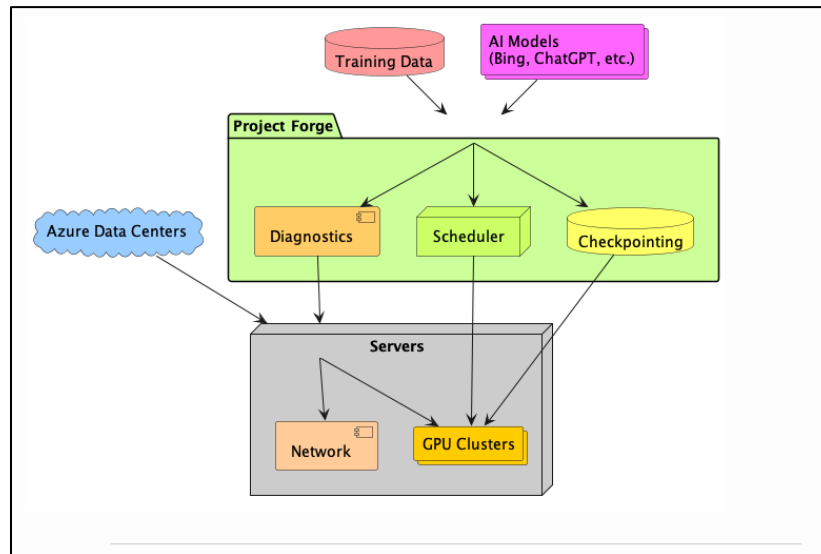 Training Data
AI Models
(Bing, ChatGPT, etc.)
Project Forge
Azure Data Centers
Diagnostics
Scheduler
Checkpointing
Servers
Network
GPU Clusters